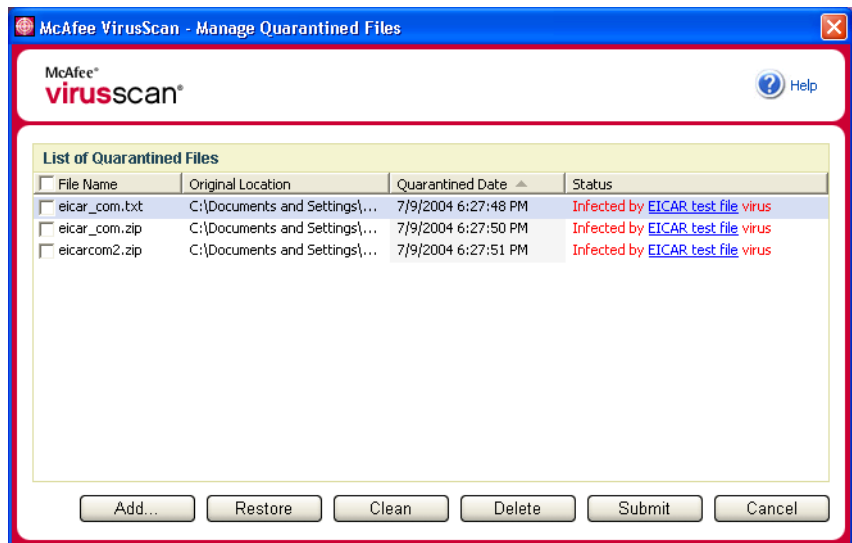 McAfee VirusScan - Manage Quarantined Files
McAfee®
virusscan®
Help
List of Quarantined Files
File Name Original Location Quarantined Date Status
eicar_com.txt C:\Documents and Settings\... 7/9/2004 6:27:48 PM Infected by EICAR test file virus
eicar_com.zip C:\Documents and Settings\... 7/9/2004 6:27:50 PM Infected by EICAR test file virus
eicarcom2.zip C:\Documents and Settings\... 7/9/2004 6:27:51 PM Infected by EICAR test file virus
Add... Restore Clean Delete Submit Cancel